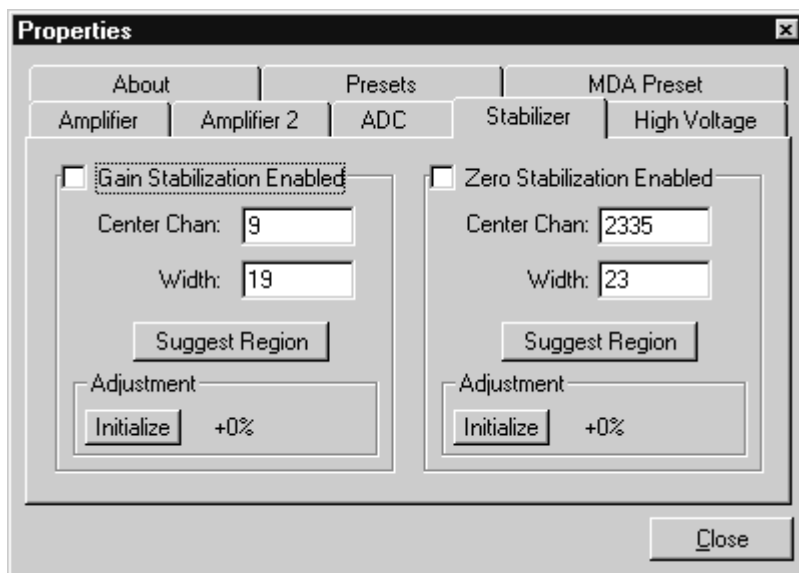 Properties
About Presets MDA Preset
Amplifier Amplifier 2 ADC Stabilizer High Voltage
Gain Stabilization Enabled Zero Stabilization Enabled
Center Chan: 9 Center Chan: 2335
Width: 19 Width: 23
Suggest Region Suggest Region
Adjustment Adjustment
Initialize +0% Initialize +0%
Close